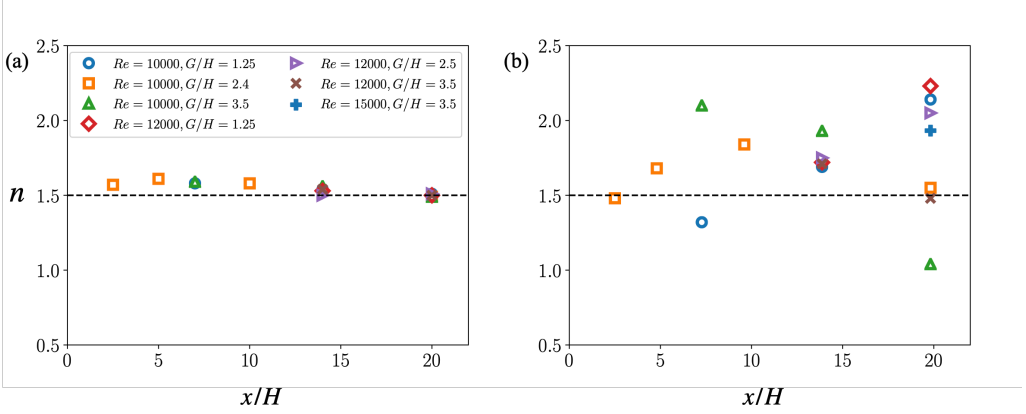 (a)
2.5
2.0
1.5
1.0
0.5
n
Re = 10000, G/H = 1.25
Re = 10000, G/H = 2.4
Re = 10000, G/H = 3.5
Re = 12000, G/H = 1.25
Re = 12000, G/H = 2.5
Re = 12000, G/H = 3.5
Re = 15000, G/H = 3.5
0 5 10 15 20
x/H
(b)
2.5
2.0
1.5
1.0
0.5
0 5 10 15 20
x/H